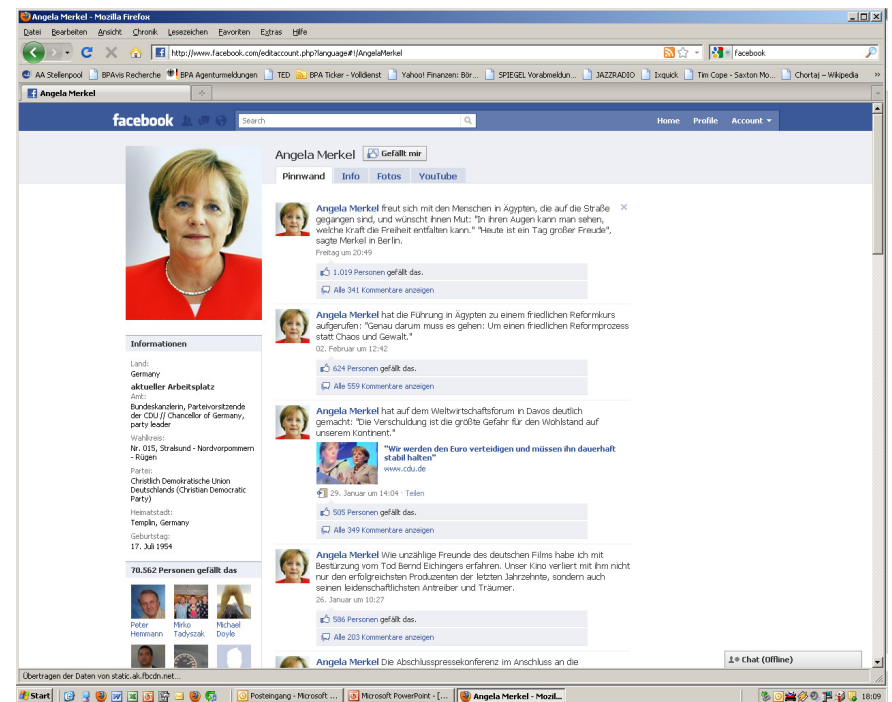 Angela Merkel - Mozilla Firefox
Datei Bearbeiten Ansicht Chronik Lesezeichen Favoriten Extras Hilfe
http://www.facebook.com/editaccount.php?language#!/AngelaMerkel
facebook
AA Stellenpool BPAvis Recherche BPA Agenturmeldungen TED BPA Ticker - Volldienst Yahoo! Finanzen: Bör... SPIEGEL Vorabmeldun... JAZZRADIO Ixquick Tim Cope - Saxton Mo... Chortaj – Wikipedia »
Angela Merkel
facebook Search Home Profile Account
Angela Merkel Gefällt mir
Pinnwand Info Fotos YouTube
Angela Merkel freut sich mit den Menschen in Ägypten, die auf die Straße
gegangen sind, und wünscht ihnen Mut: "In ihren Augen kann man sehen,
welche Kraft die Freiheit entfalten kann." "Heute ist ein Tag großer Freude",
sagte Merkel in Berlin.
Freitag um 20:49
1.019 Personen gefällt das.
Alle 341 Kommentare anzeigen
Angela Merkel hat die Führung in Ägypten zu einem friedlichen Reformkurs
aufgerufen: "Genau darum muss es gehen: Um einen friedlichen Reformprozess
statt Chaos und Gewalt."
02. Februar um 12:42
624 Personen gefällt das.
Alle 559 Kommentare anzeigen
Angela Merkel hat auf dem Weltwirtschaftsforum in Davos deutlich
gemacht: "Die Verschuldung ist die größte Gefahr für den Wohlstand auf
unserem Kontinent."
"Wir werden den Euro verteidigen und müssen ihn dauerhaft
stabil halten"
www.cdu.de
29. Januar um 14:04 · Teilen
505 Personen gefällt das.
Alle 349 Kommentare anzeigen
Angela Merkel Wie unzählige Freunde des deutschen Films habe ich mit
Bestürzung vom Tod Bernd Eichingers erfahren. Unser Kino verliert mit ihm nicht
nur den erfolgreichsten Produzenten der letzten Jahrzehnte, sondern auch
seinen leidenschaftlichsten Antreiber und Träumer.
26. Januar um 10:27
586 Personen gefällt das.
Alle 203 Kommentare anzeigen
Angela Merkel Die Abschlusspressekonferenz im Anschluss an die
Informationen
Land:
Germany
aktueller Arbeitsplatz
Amt:
Bundeskanzlerin, Parteivorsitzende
der CDU // Chancellor of Germany,
party leader
Wahlkreis:
Nr. 015, Stralsund - Nordvorpommern
- Rügen
Partei:
Christlich Demokratische Union
Deutschlands (Christian Democratic
Party)
Heimatstadt:
Templin, Germany
Geburtstag:
17. Juli 1954
70.562 Personen gefällt das
Peter Mirko Michael
Hemmann Tadyszak Doyle
Chat (Offline)
Übertragen der Daten von static.ak.fbcdn.net...
Start Posteingang - Microsoft ... Microsoft PowerPoint - [... Angela Merkel - Mozil... 18:09